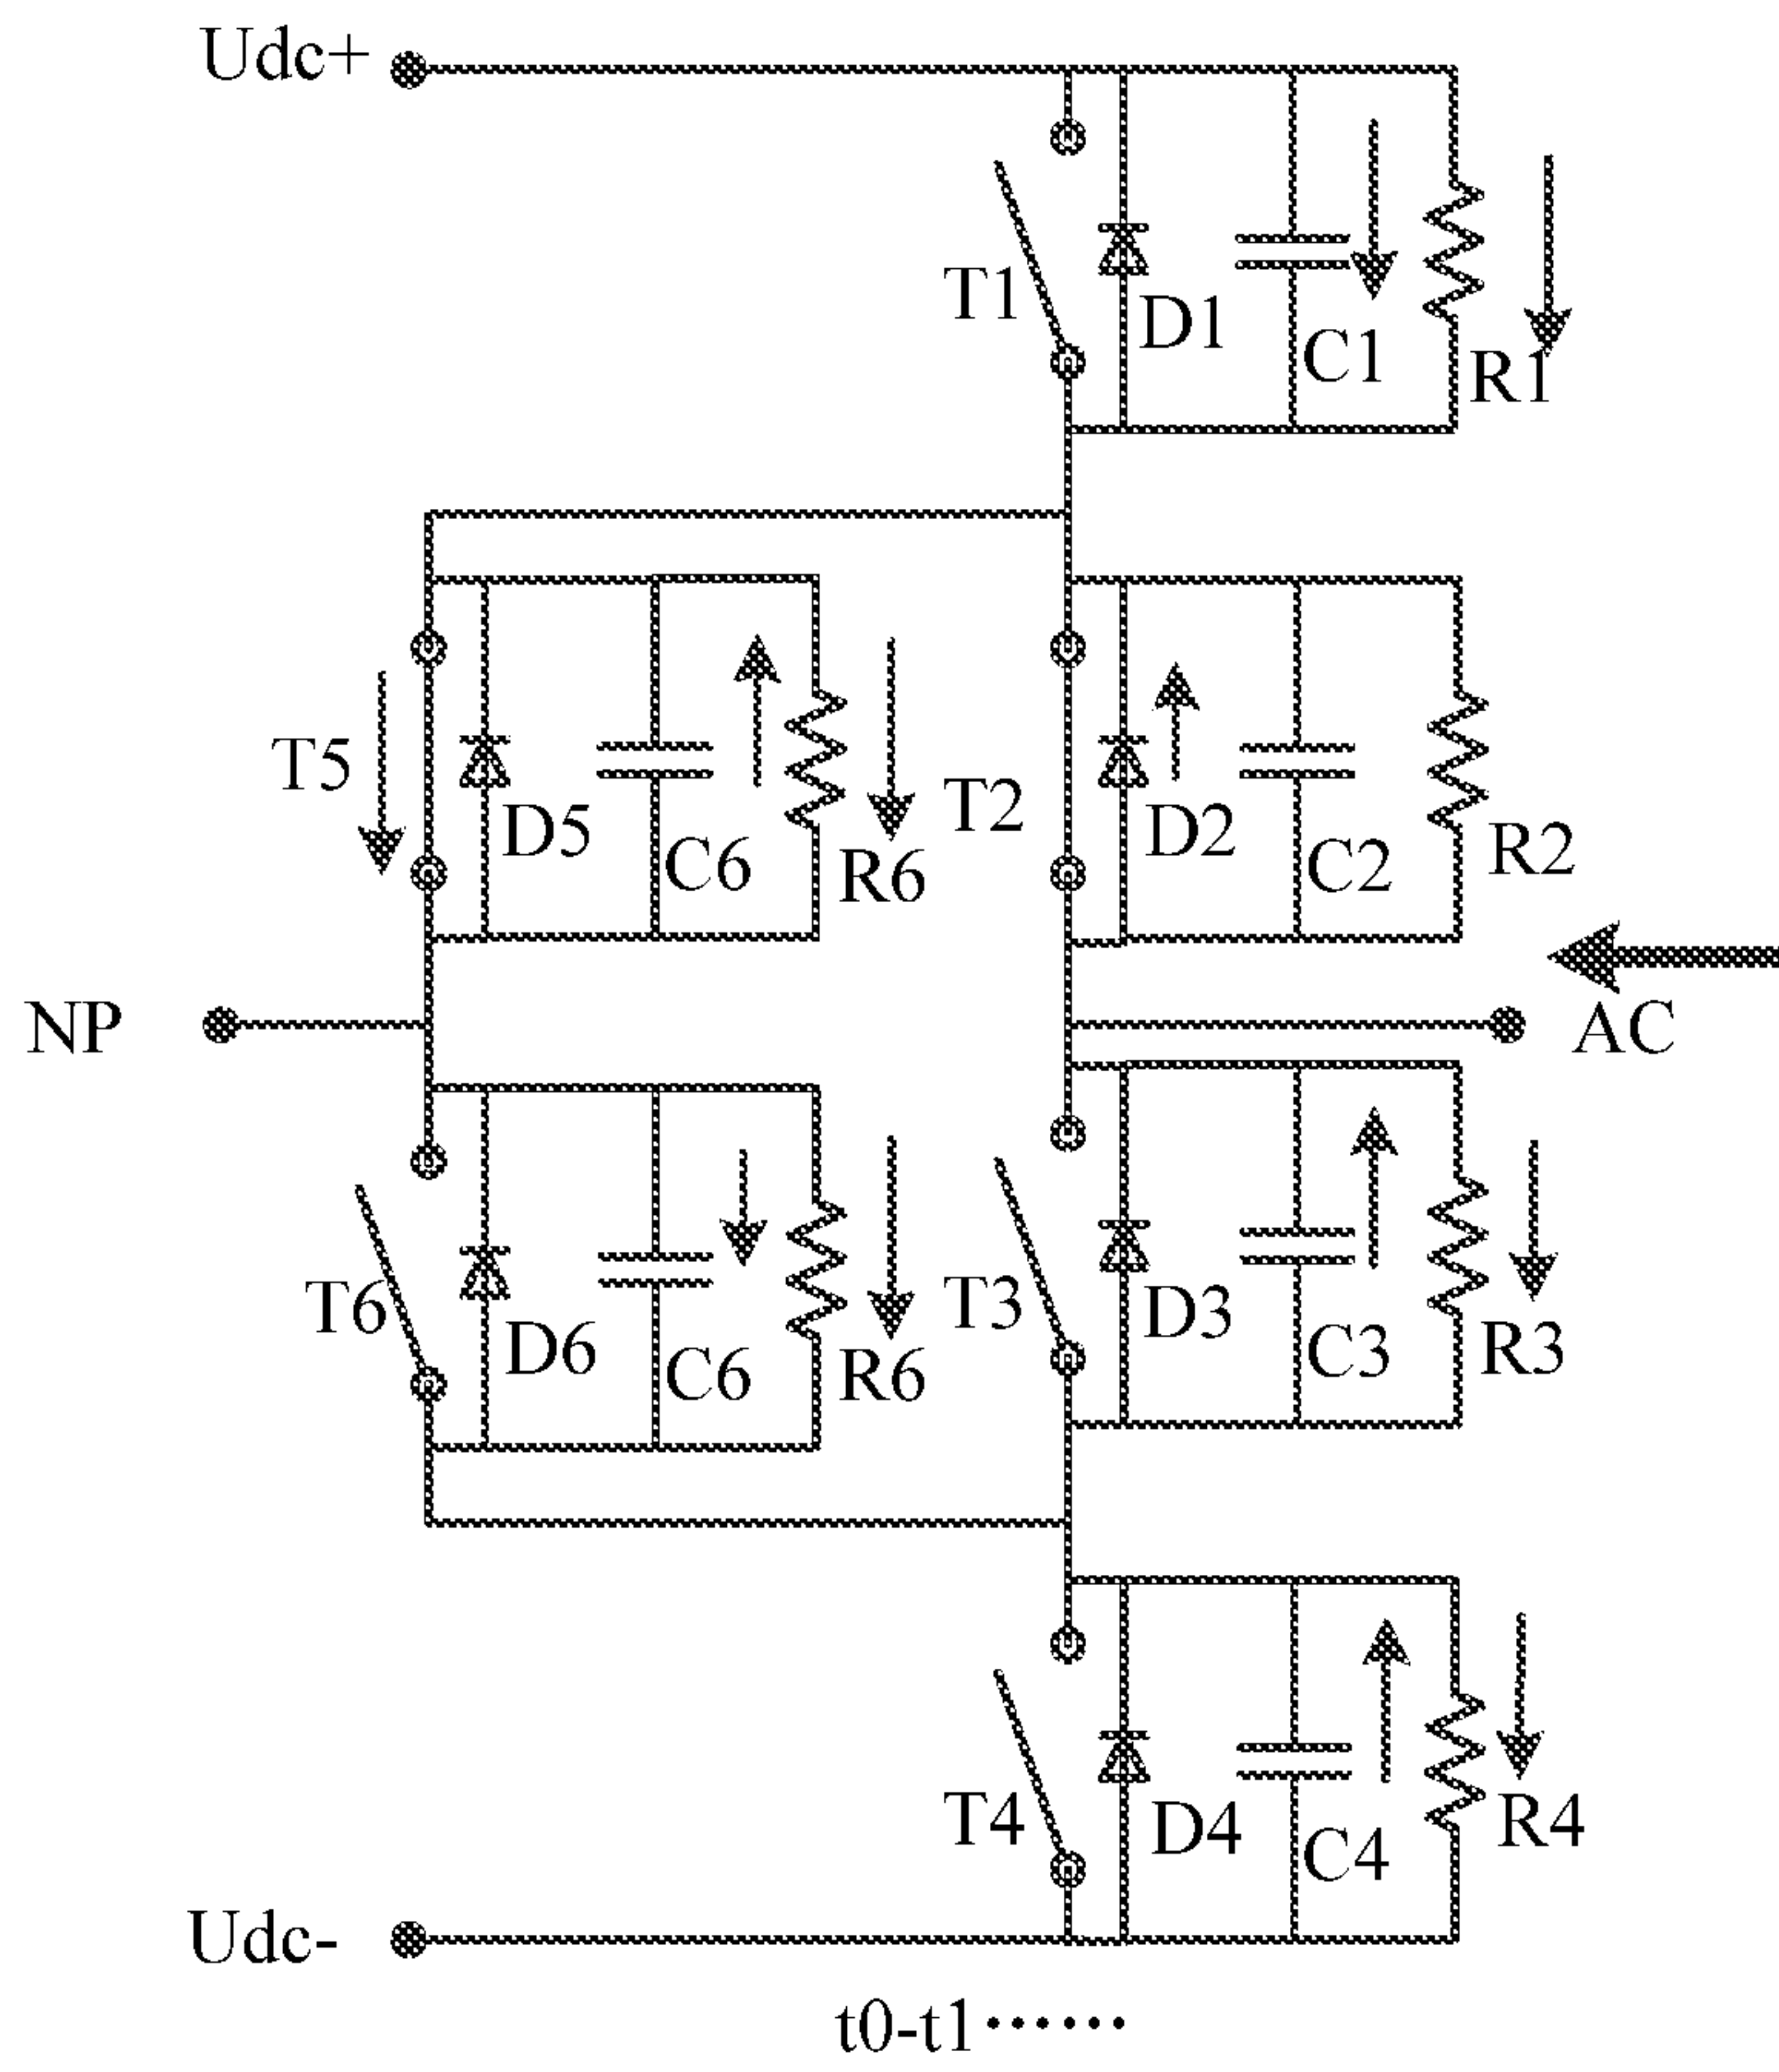 Udc+
T1
D1
C1
R1
T5
D5
C6
R6
T2
D2
C2
R2
NP
AC
T6
D6
C6
R6
T3
D3
C3
R3
T4
D4
C4
R4
Udc-
t0-t1······